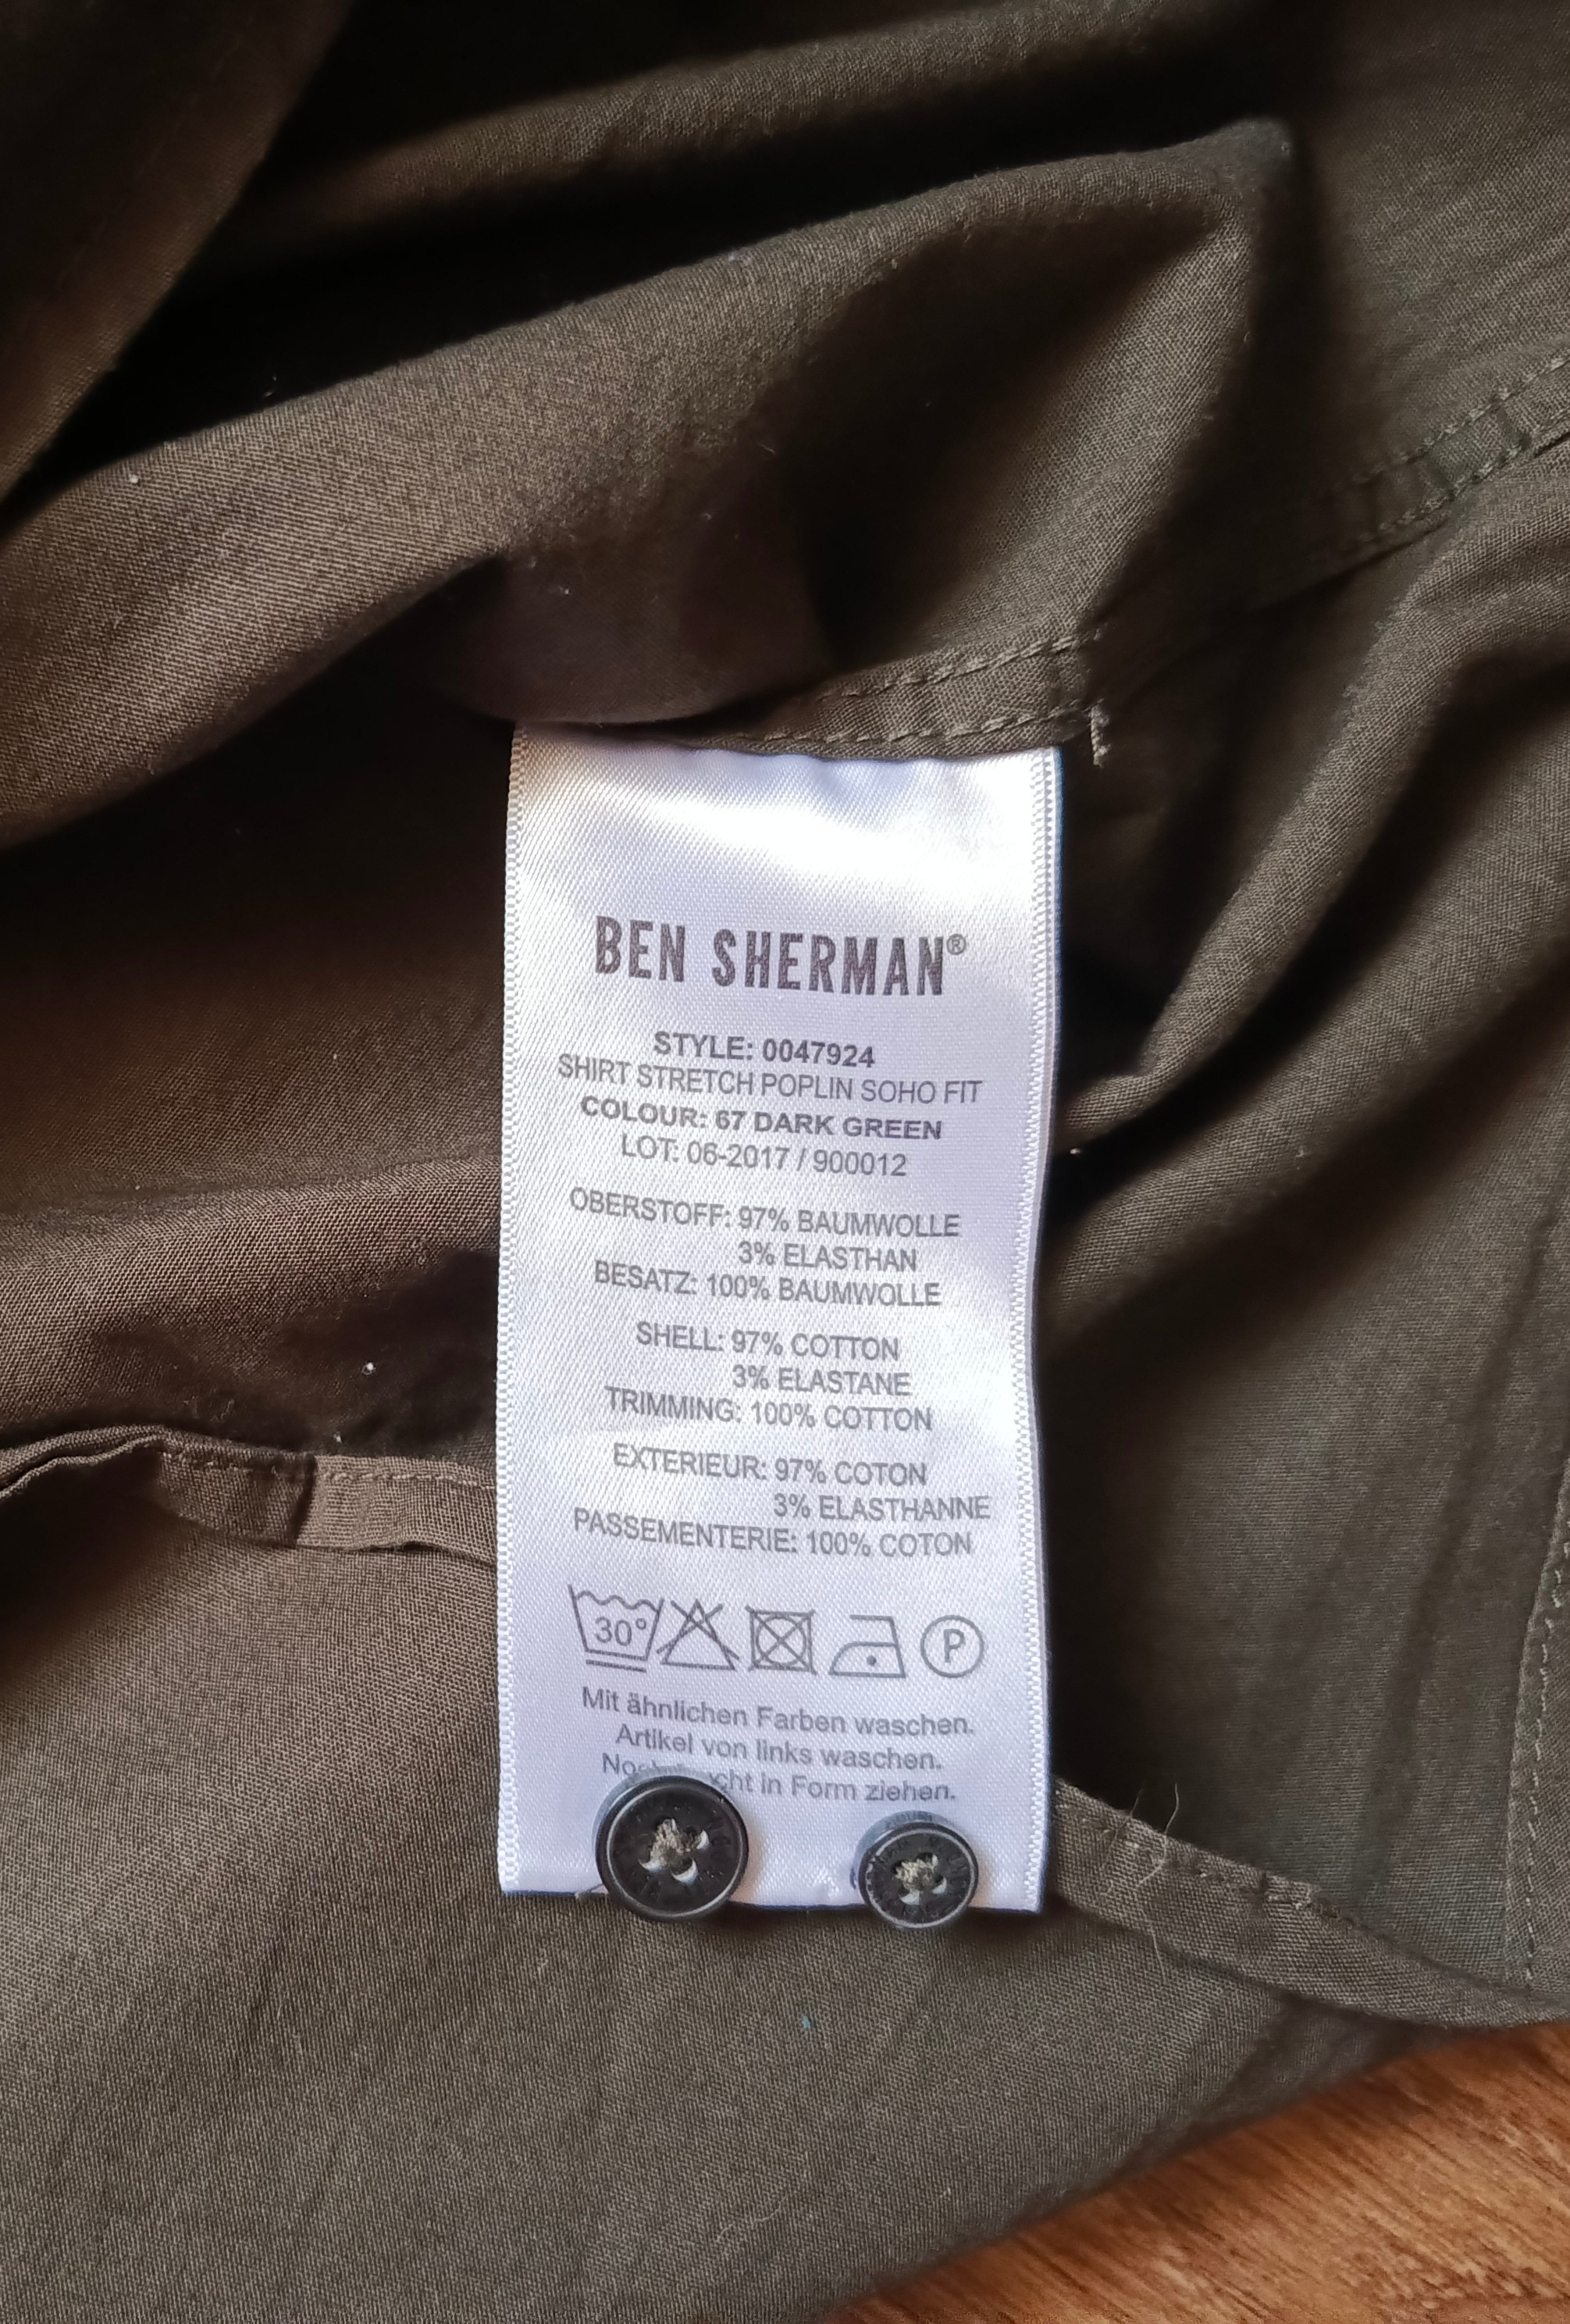 BEN SHERMAN®
STYLE: 0047924
SHIRT STRETCH POPLIN SOHO FIT
COLOUR: 67 DARK GREEN
LOT: 06-2017 / 900012
OBERSTOFF: 97% BAUMWOLLE
3% ELASTHAN
BESATZ: 100% BAUMWOLLE
SHELL: 97% COTTON
3% ELASTANE
TRIMMING: 100% COTTON
EXTERIEUR: 97% COTON
3% ELASTHANNE
PASSEMENTERIE: 100% COTON
30° P
Mit ähnlichen Farben waschen.
Artikel von links waschen.
in Form ziehen.